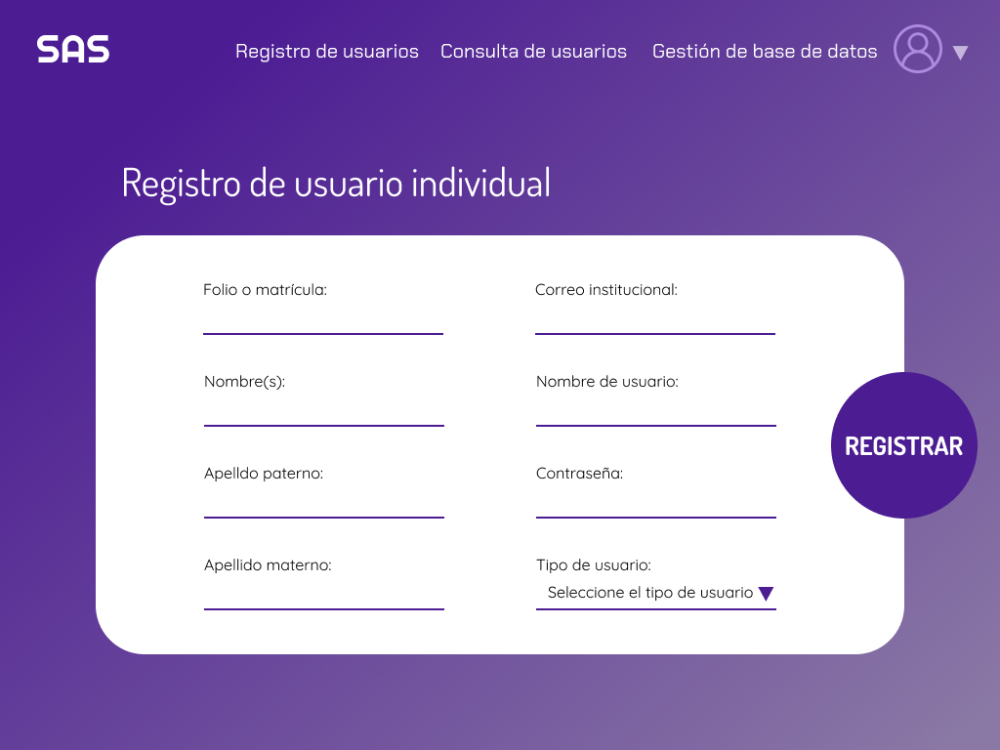 SAS
Registro de usuarios
Consulta de usuarios
Gestión de base de datos
Registro de usuario individual
Folio o matrícula:
Correo institucional:
Nombre(s):
Nombre de usuario:
Apelldo paterno:
Contraseña:
Apellido materno:
Tipo de usuario:
Seleccione el tipo de usuario
REGISTRAR